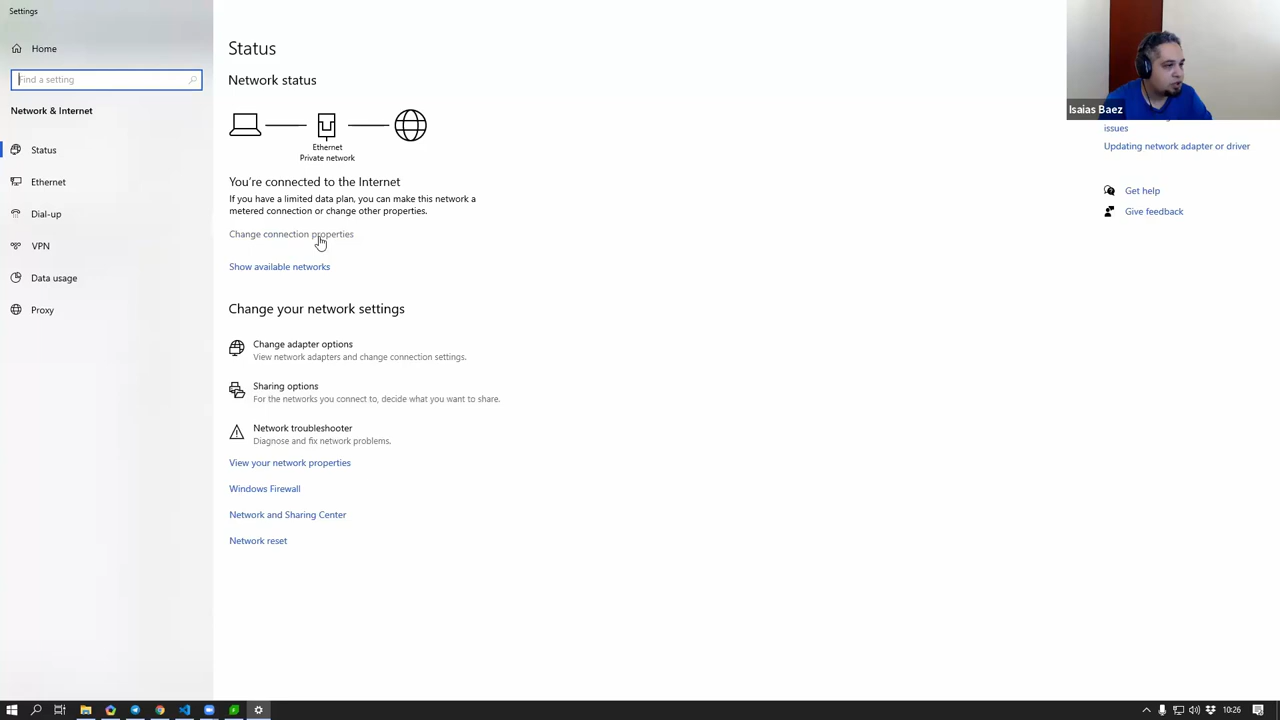 Settings
Home
Find a setting
Network & Internet
Status
Ethernet
Dial-up
VPN
Data usage
Proxy
Status
Network status
Ethernet
Private network
You're connected to the Internet
If you have a limited data plan, you can make this network a
metered connection or change other properties.
Change connection properties
Show available networks
Change your network settings
Change adapter options
View network adapters and change connection settings.
Sharing options
For the networks you connect to, decide what you want to share.
Network troubleshooter
Diagnose and fix network problems.
View your network properties
Windows Firewall
Network and Sharing Center
Network reset
Isaias Baez
issues
Updating network adapter or driver
Get help
Give feedback
10:26